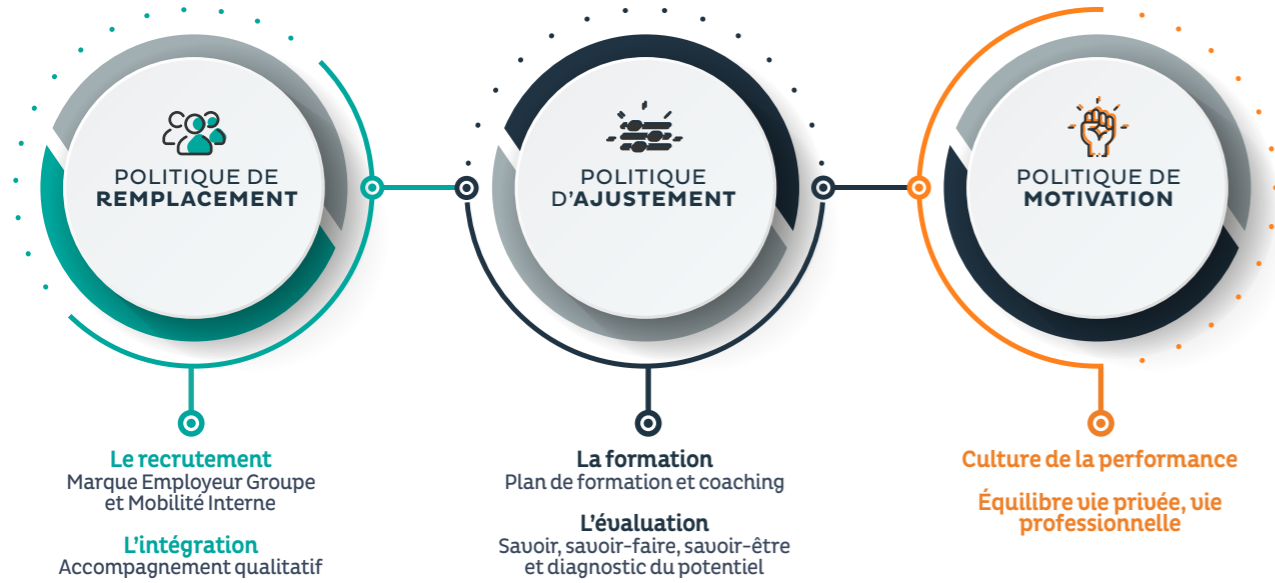 POLITIQUE DE
REMPLACEMENT
Le recrutement
Marque Employeur Groupe
et Mobilité Interne
L'intégration
Accompagnement qualitatif
POLITIQUE
D'AJUSTEMENT
La formation
Plan de formation et coaching
L'évaluation
Savoir, savoir-faire, savoir-être
et diagnostic du potentiel
POLITIQUE DE
MOTIVATION
Culture de la performance
Équilibre vie privée, vie
professionnelle